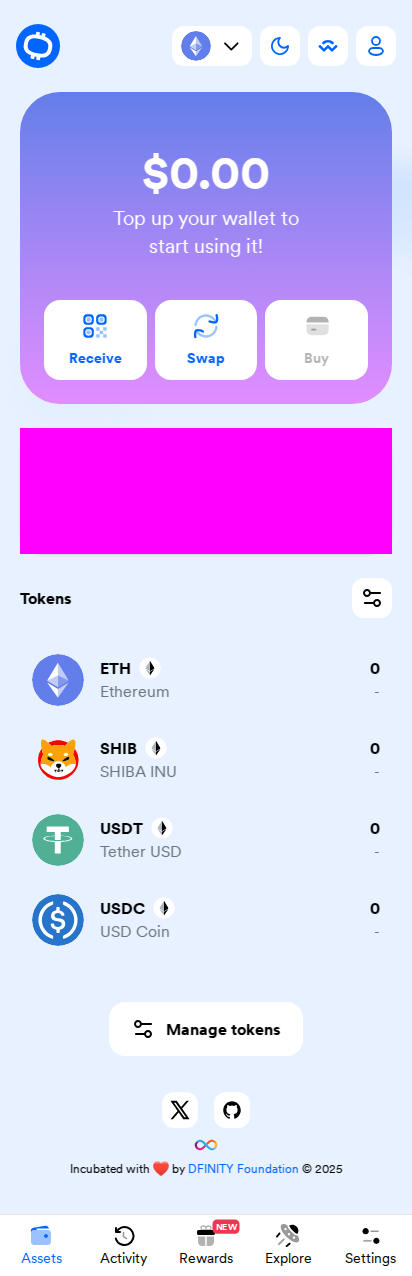 $0.00
Top up your wallet to
start using it!
Receive
Swap
Buy
Tokens
ETH
0
Ethereum
-
SHIB
0
SHIBA INU
-
USDT
0
Tether USD
-
USDC
0
USD Coin
-
Manage tokens
Incubated with ❤️ by DFINITY Foundation © 2025
NEW
Assets
Activity
Rewards
Explore
Settings